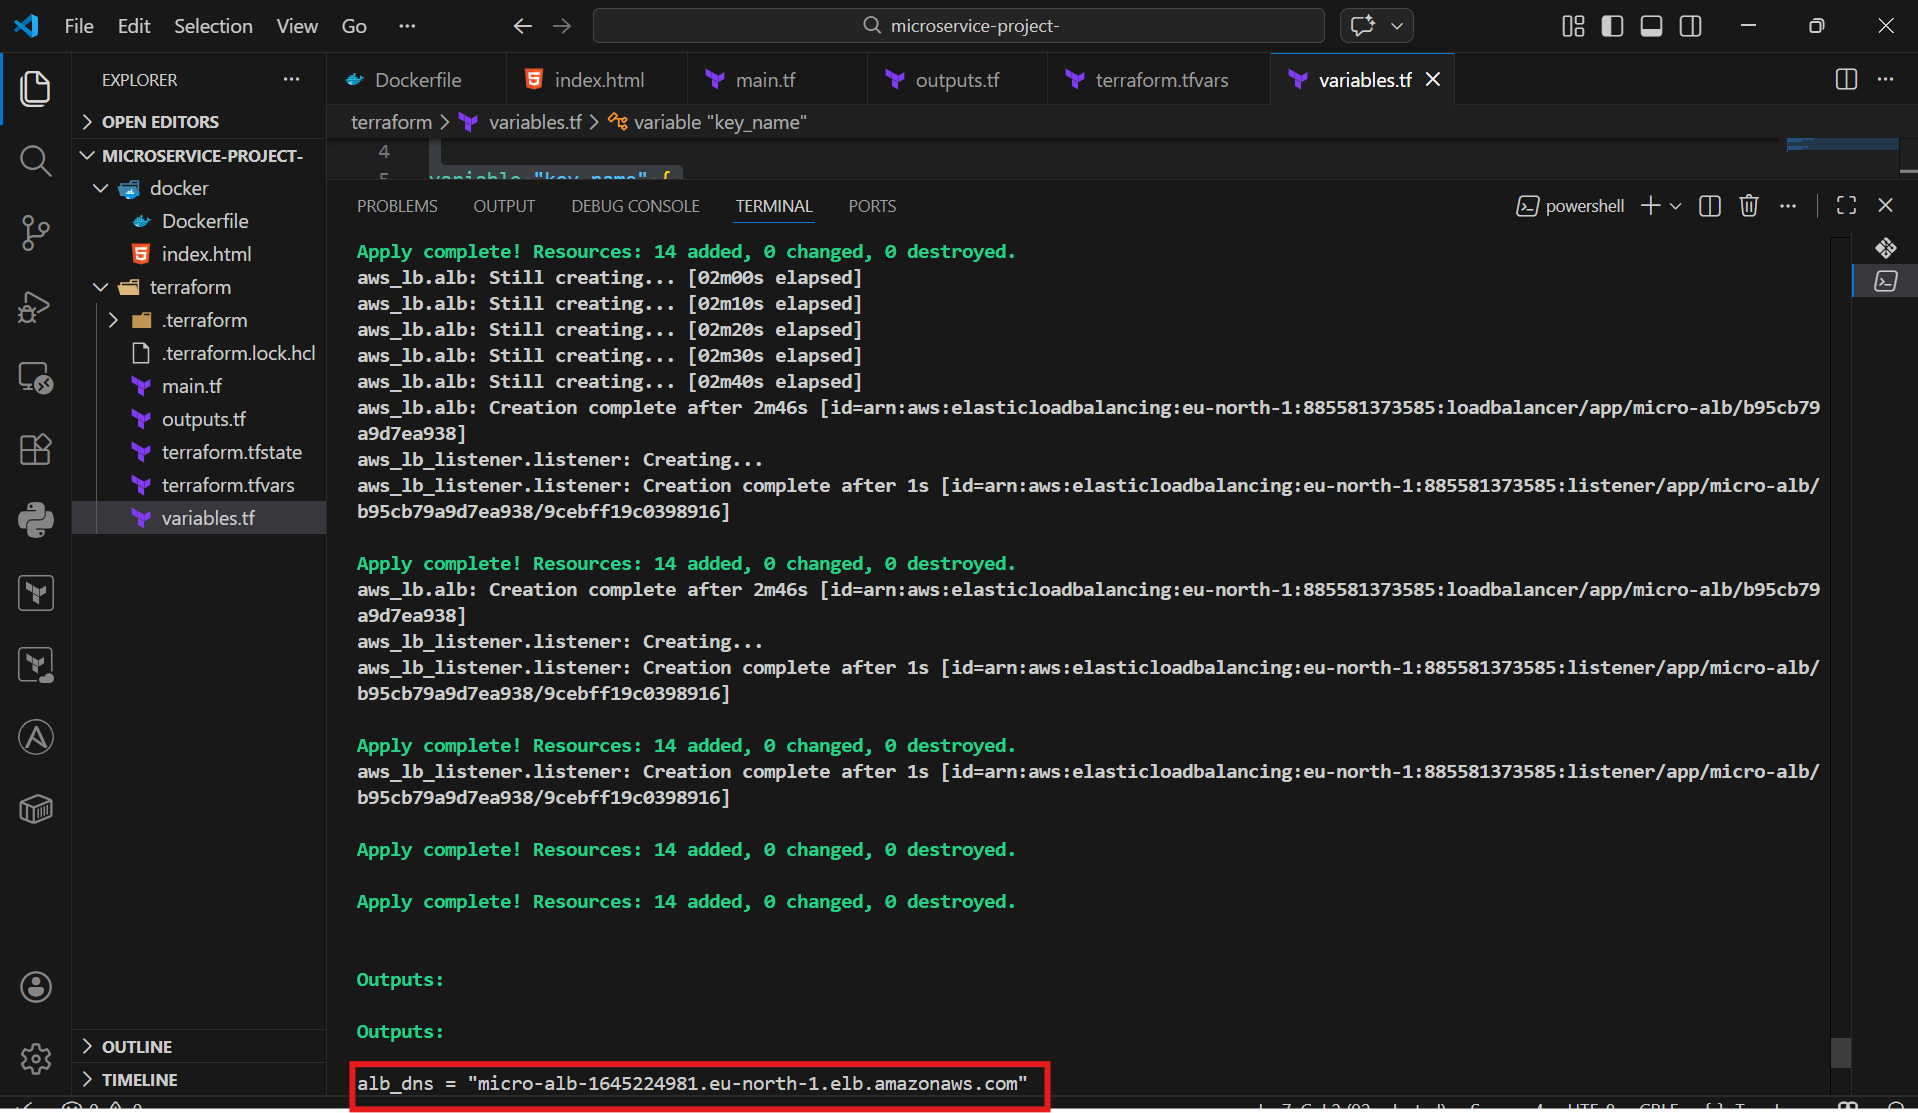 File Edit Selection View Go
microservice-project-
EXPLORER
OPEN EDITORS
MICROSERVICE-PROJECT-
docker
Dockerfile
index.html
terraform
.terraform
.terraform.lock.hcl
main.tf
outputs.tf
terraform.tfstate
terraform.tfvars
variables.tf
OUTLINE
TIMELINE
Dockerfile index.html main.tf outputs.tf terraform.tfvars variables.tf
terraform > variables.tf > variable "key_name"
4
5 variable "key_name" {
PROBLEMS OUTPUT DEBUG CONSOLE TERMINAL PORTS
powershell
Apply complete! Resources: 14 added, 0 changed, 0 destroyed.
aws_lb.alb: Still creating... [02m00s elapsed]
aws_lb.alb: Still creating... [02m10s elapsed]
aws_lb.alb: Still creating... [02m20s elapsed]
aws_lb.alb: Still creating... [02m30s elapsed]
aws_lb.alb: Still creating... [02m40s elapsed]
aws_lb.alb: Creation complete after 2m46s [id=arn:aws:elasticloadbalancing:eu-north-1:885581373585:loadbalancer/app/micro-alb/b95cb79
a9d7ea938]
aws_lb_listener.listener: Creating...
aws_lb_listener.listener: Creation complete after 1s [id=arn:aws:elasticloadbalancing:eu-north-1:885581373585:listener/app/micro-alb/
b95cb79a9d7ea938/9cebff19c0398916]
Apply complete! Resources: 14 added, 0 changed, 0 destroyed.
aws_lb.alb: Creation complete after 2m46s [id=arn:aws:elasticloadbalancing:eu-north-1:885581373585:loadbalancer/app/micro-alb/b95cb79
a9d7ea938]
aws_lb_listener.listener: Creating...
aws_lb_listener.listener: Creation complete after 1s [id=arn:aws:elasticloadbalancing:eu-north-1:885581373585:listener/app/micro-alb/
b95cb79a9d7ea938/9cebff19c0398916]
Apply complete! Resources: 14 added, 0 changed, 0 destroyed.
aws_lb_listener.listener: Creation complete after 1s [id=arn:aws:elasticloadbalancing:eu-north-1:885581373585:listener/app/micro-alb/
b95cb79a9d7ea938/9cebff19c0398916]
Apply complete! Resources: 14 added, 0 changed, 0 destroyed.
Apply complete! Resources: 14 added, 0 changed, 0 destroyed.
Outputs:
Outputs:
alb_dns = "micro-alb-1645224981.eu-north-1.elb.amazonaws.com"